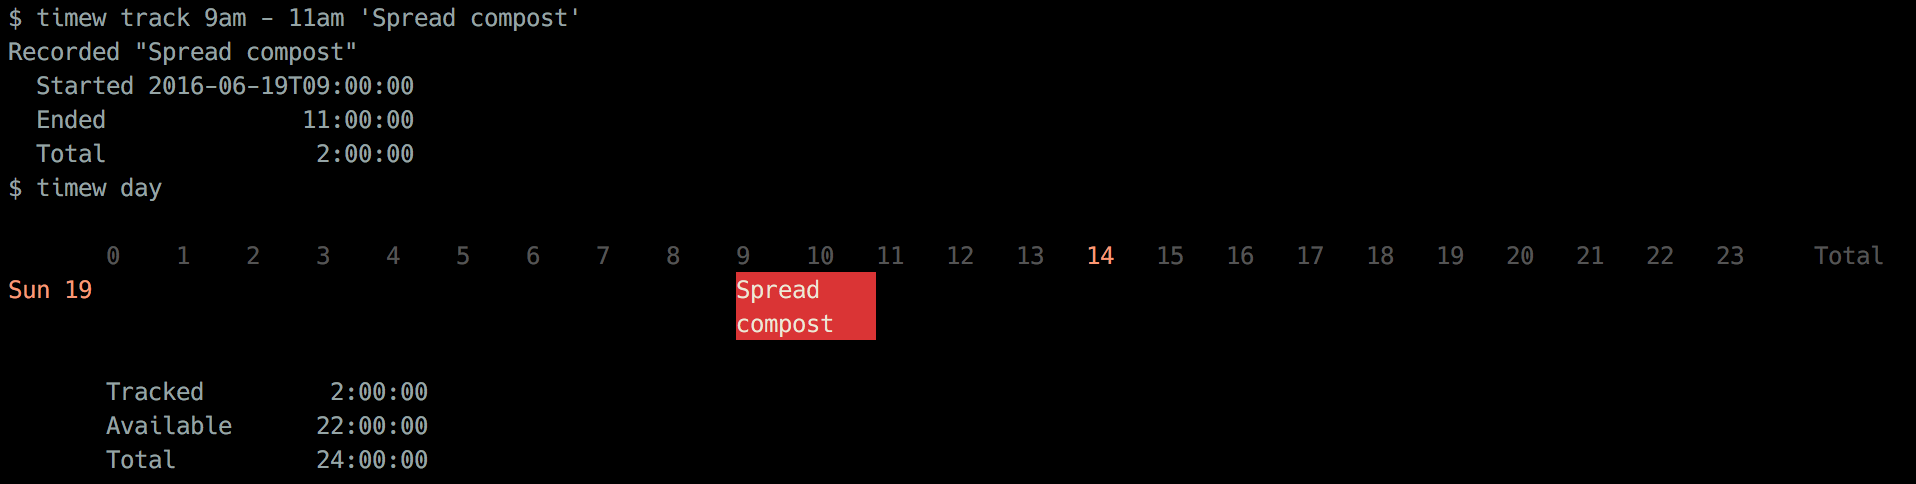 $ timew track 9am - 11am 'Spread compost'
Recorded "Spread compost"
  Started 2016-06-19T09:00:00
  Ended              11:00:00
  Total               2:00:00
$ timew day
       0    1    2    3    4    5    6    7    8    9    10   11   12   13   14   15   16   17   18   19   20   21   22   23     Total
Sun 19                                              Spread
                                                    compost
       Tracked         2:00:00
       Available      22:00:00
       Total          24:00:00